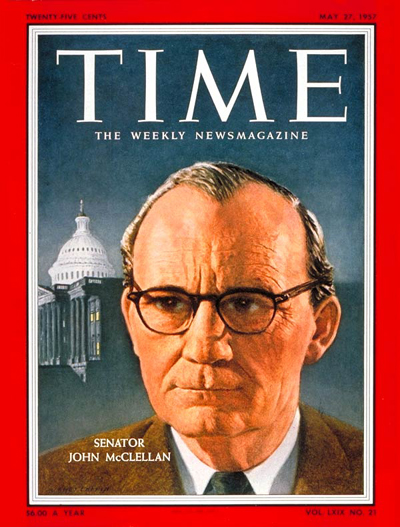 TWENTY-FIVE CENTS
MAY 27, 1957
TIME
THE WEEKLY NEWSMAGAZINE
SENATOR
JOHN McCLELLAN
$6.00 A YEAR
VOL. LXIX NO. 21